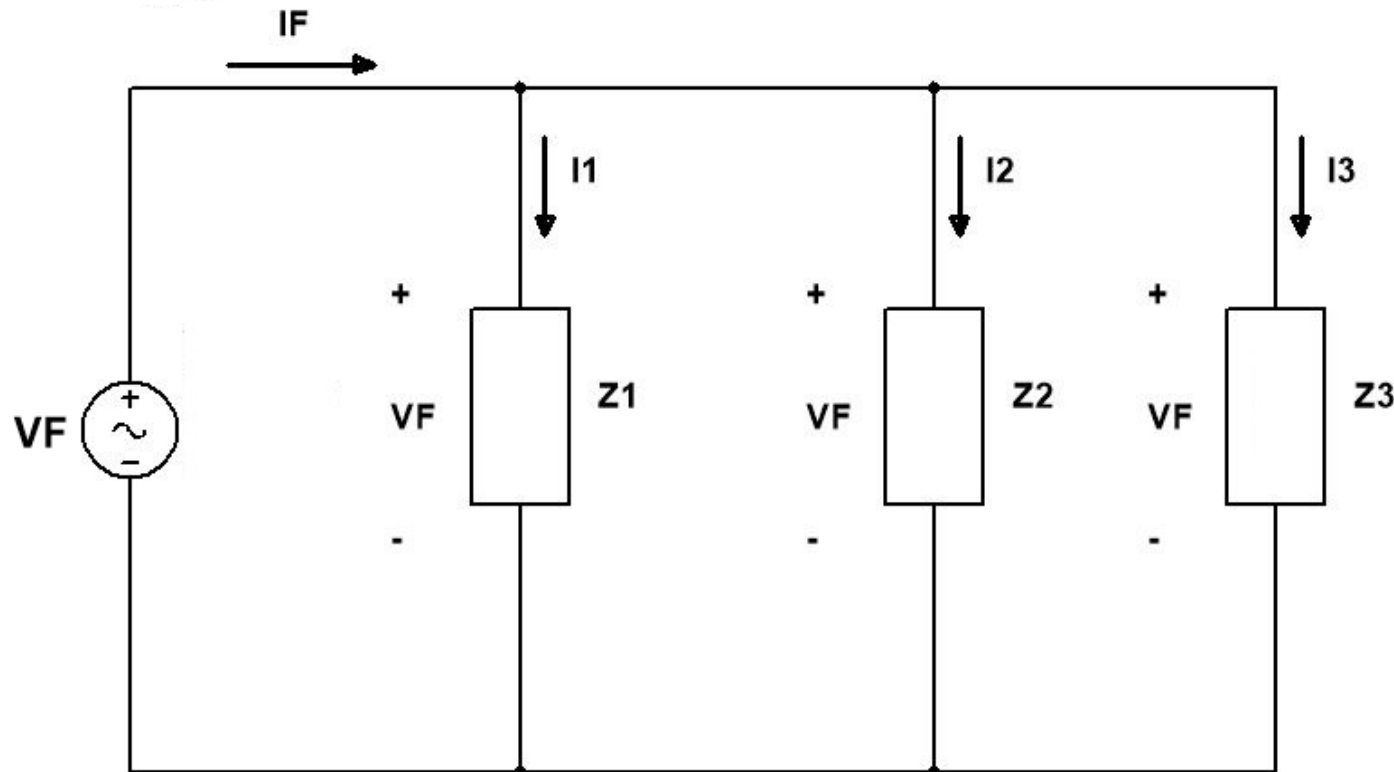 IF
I1
I2
I3
+
+
+
Z1
Z2
Z3
VF
+
-
VF
VF
VF
-
-
-